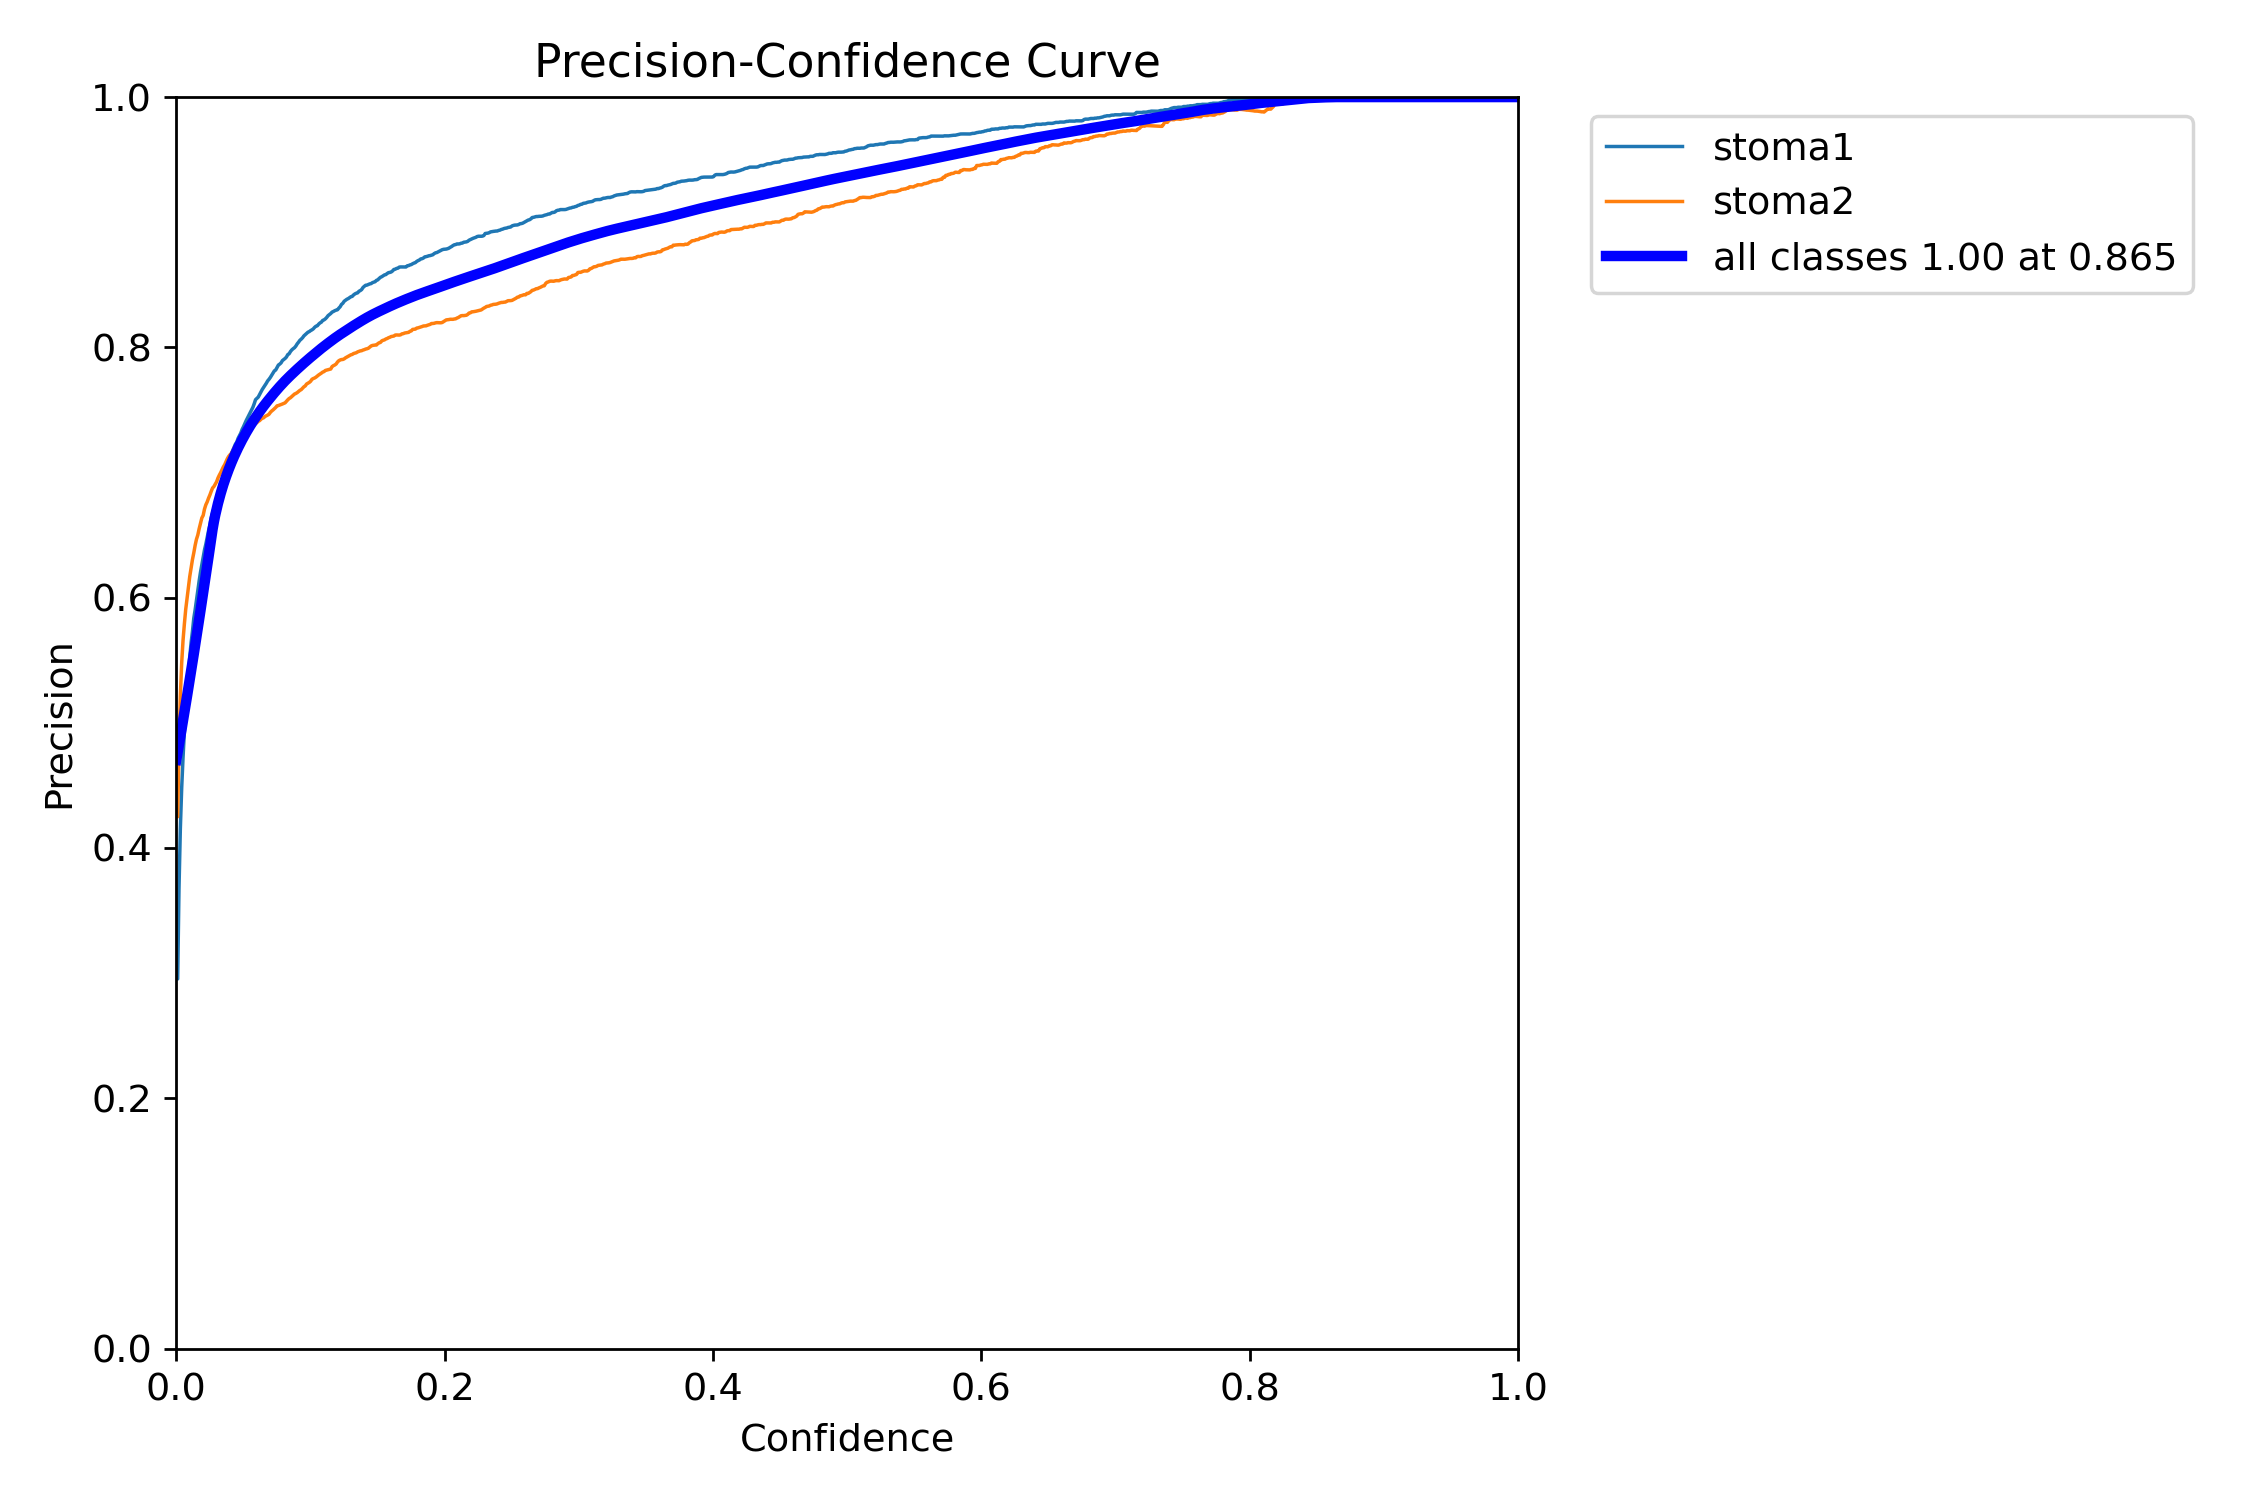 Precision-Confidence Curve
1.0
0.8
0.6
0.4
0.2
0.0
Precision
0.0 0.2 0.4 0.6 0.8 1.0
Confidence
stoma1
stoma2
all classes 1.00 at 0.865